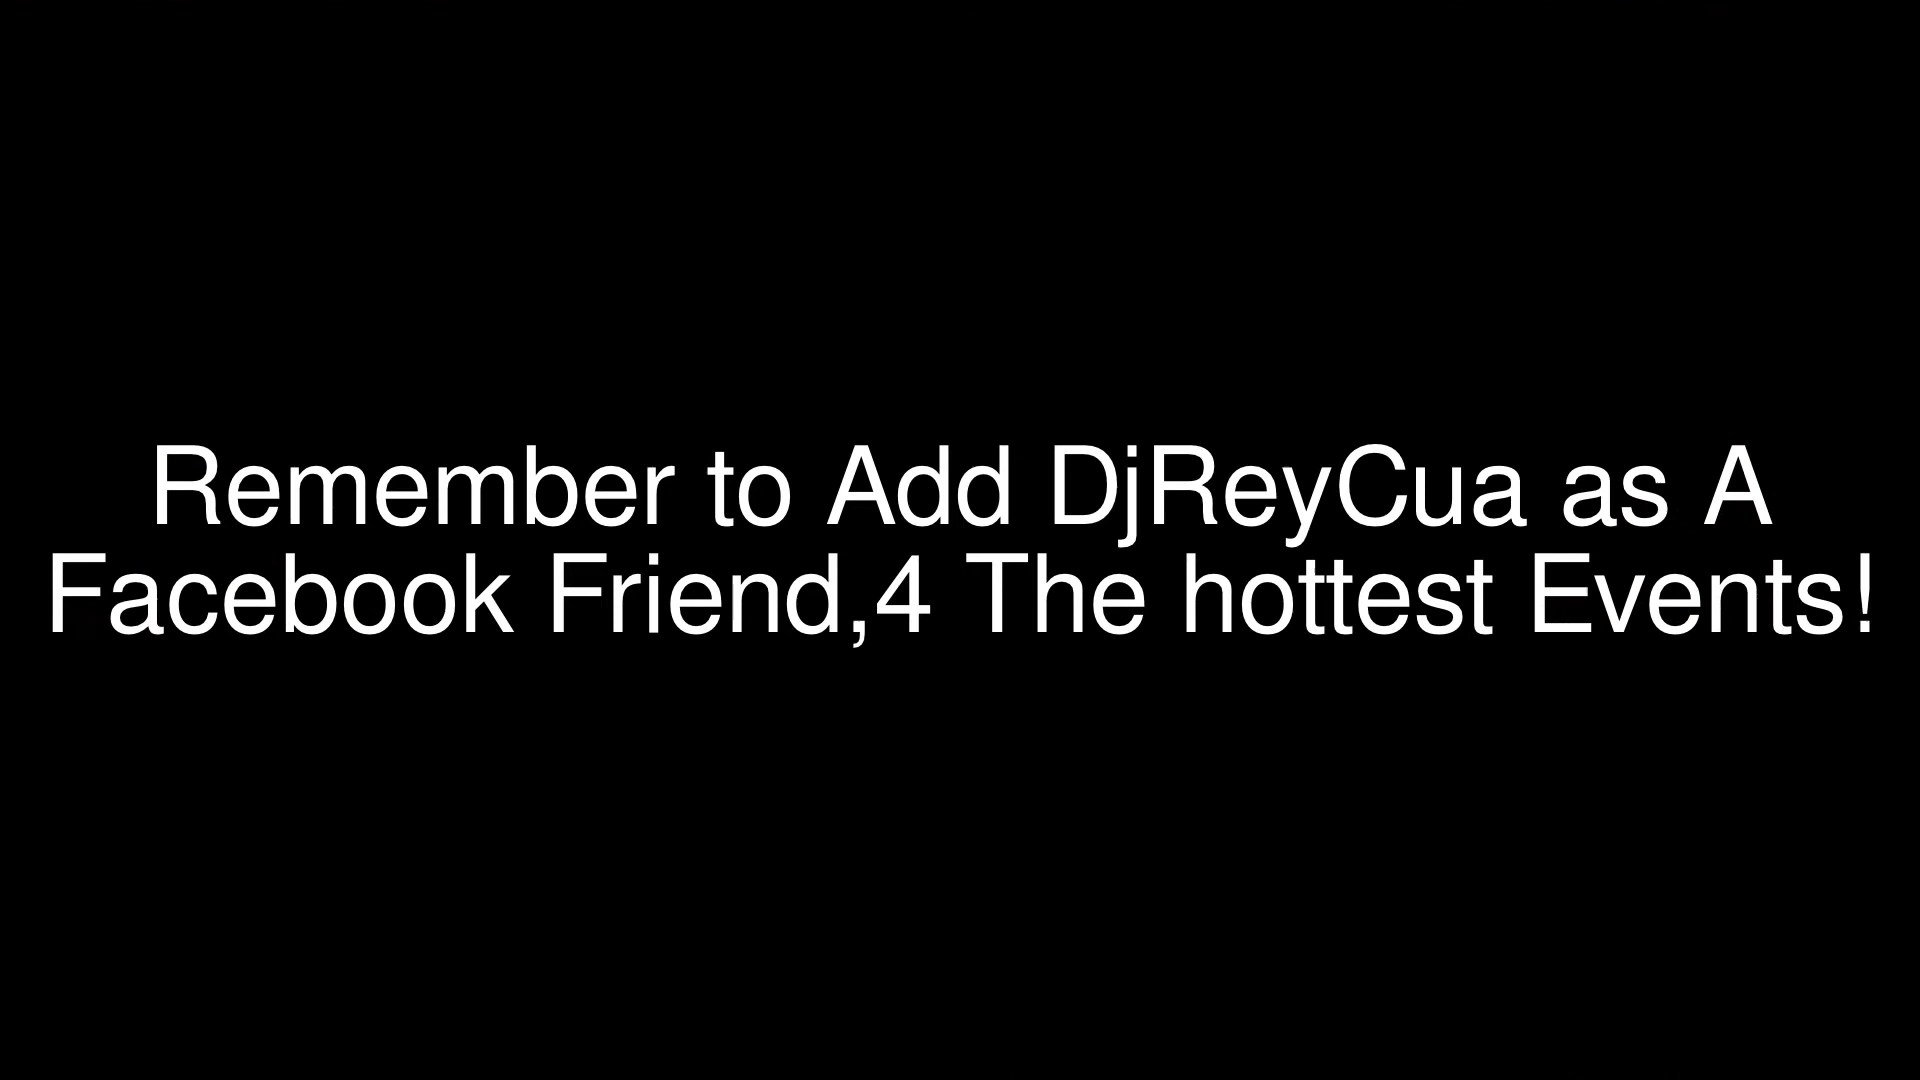 Remember to Add DjReyCua as A
Facebook Friend,4 The hottest Events!